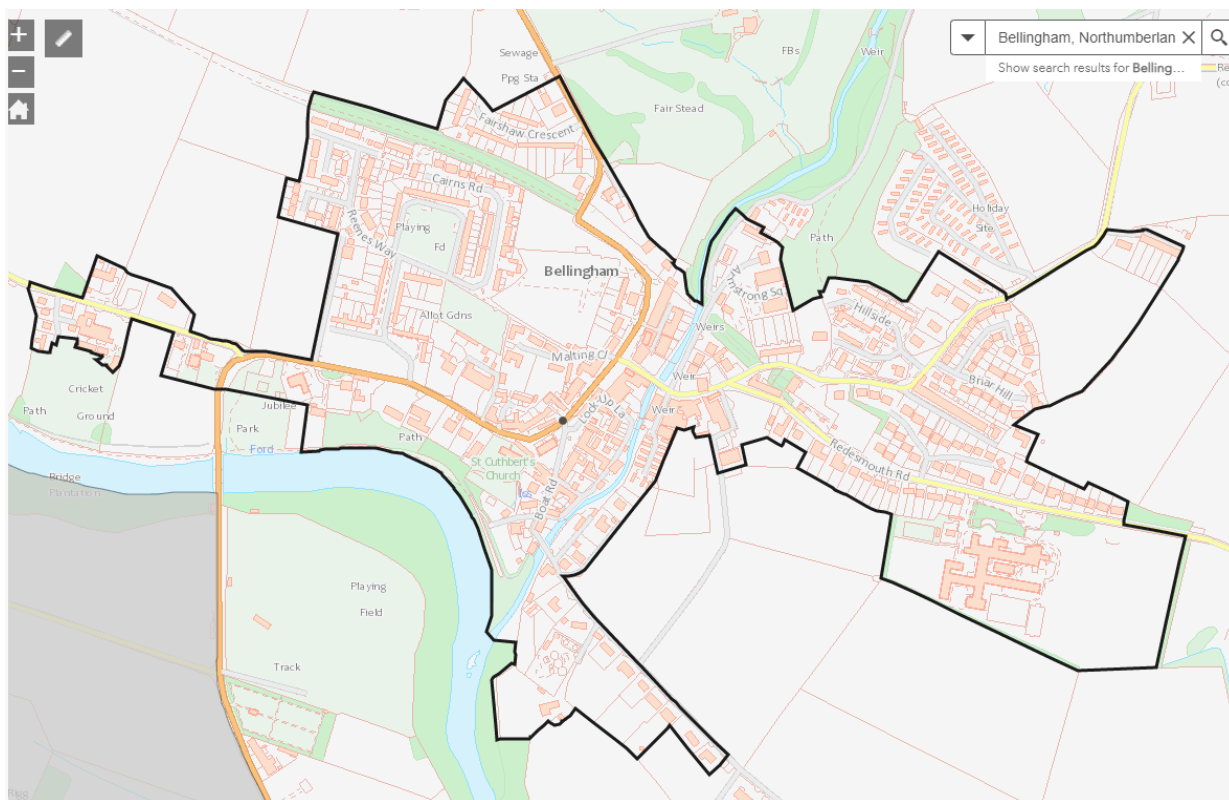 +
−
Bellingham, Northumberlan
Show search results for Belling...
Re
(co
Sewage
Ppg Sta
FBs
Weir
Fair Stead
Fairshaw Crescent
Cairns Rd
Reenes Way
Playing
Fd
Holiday
Site
Path
Bellingham
Armstrong Sq
Allot Gdns
Hillside
Weirs
Malting Cl
Weir
Briar Hill
Cricket
Ground
Path
Jubilee
Park
Lock-Up La
Weir
Path
Ford
Redesmouth Rd
St Cuthbert's
Church
Bridge
Plantation
Boat Rd
Playing
Field
Track
Rigg